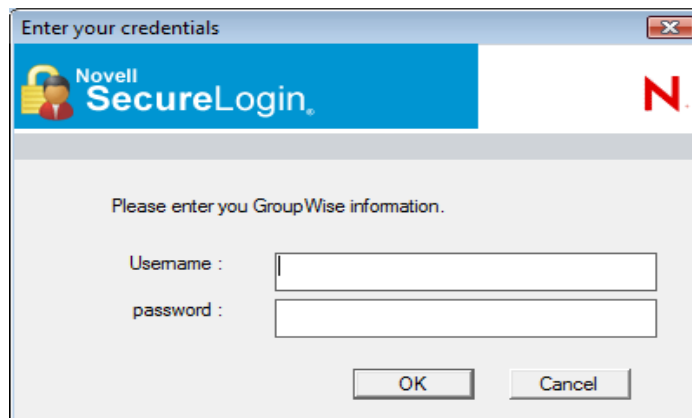 Enter your credentials
Novell
SecureLogin®
N.
Please enter you GroupWise information.
Username :
password :
OK
Cancel